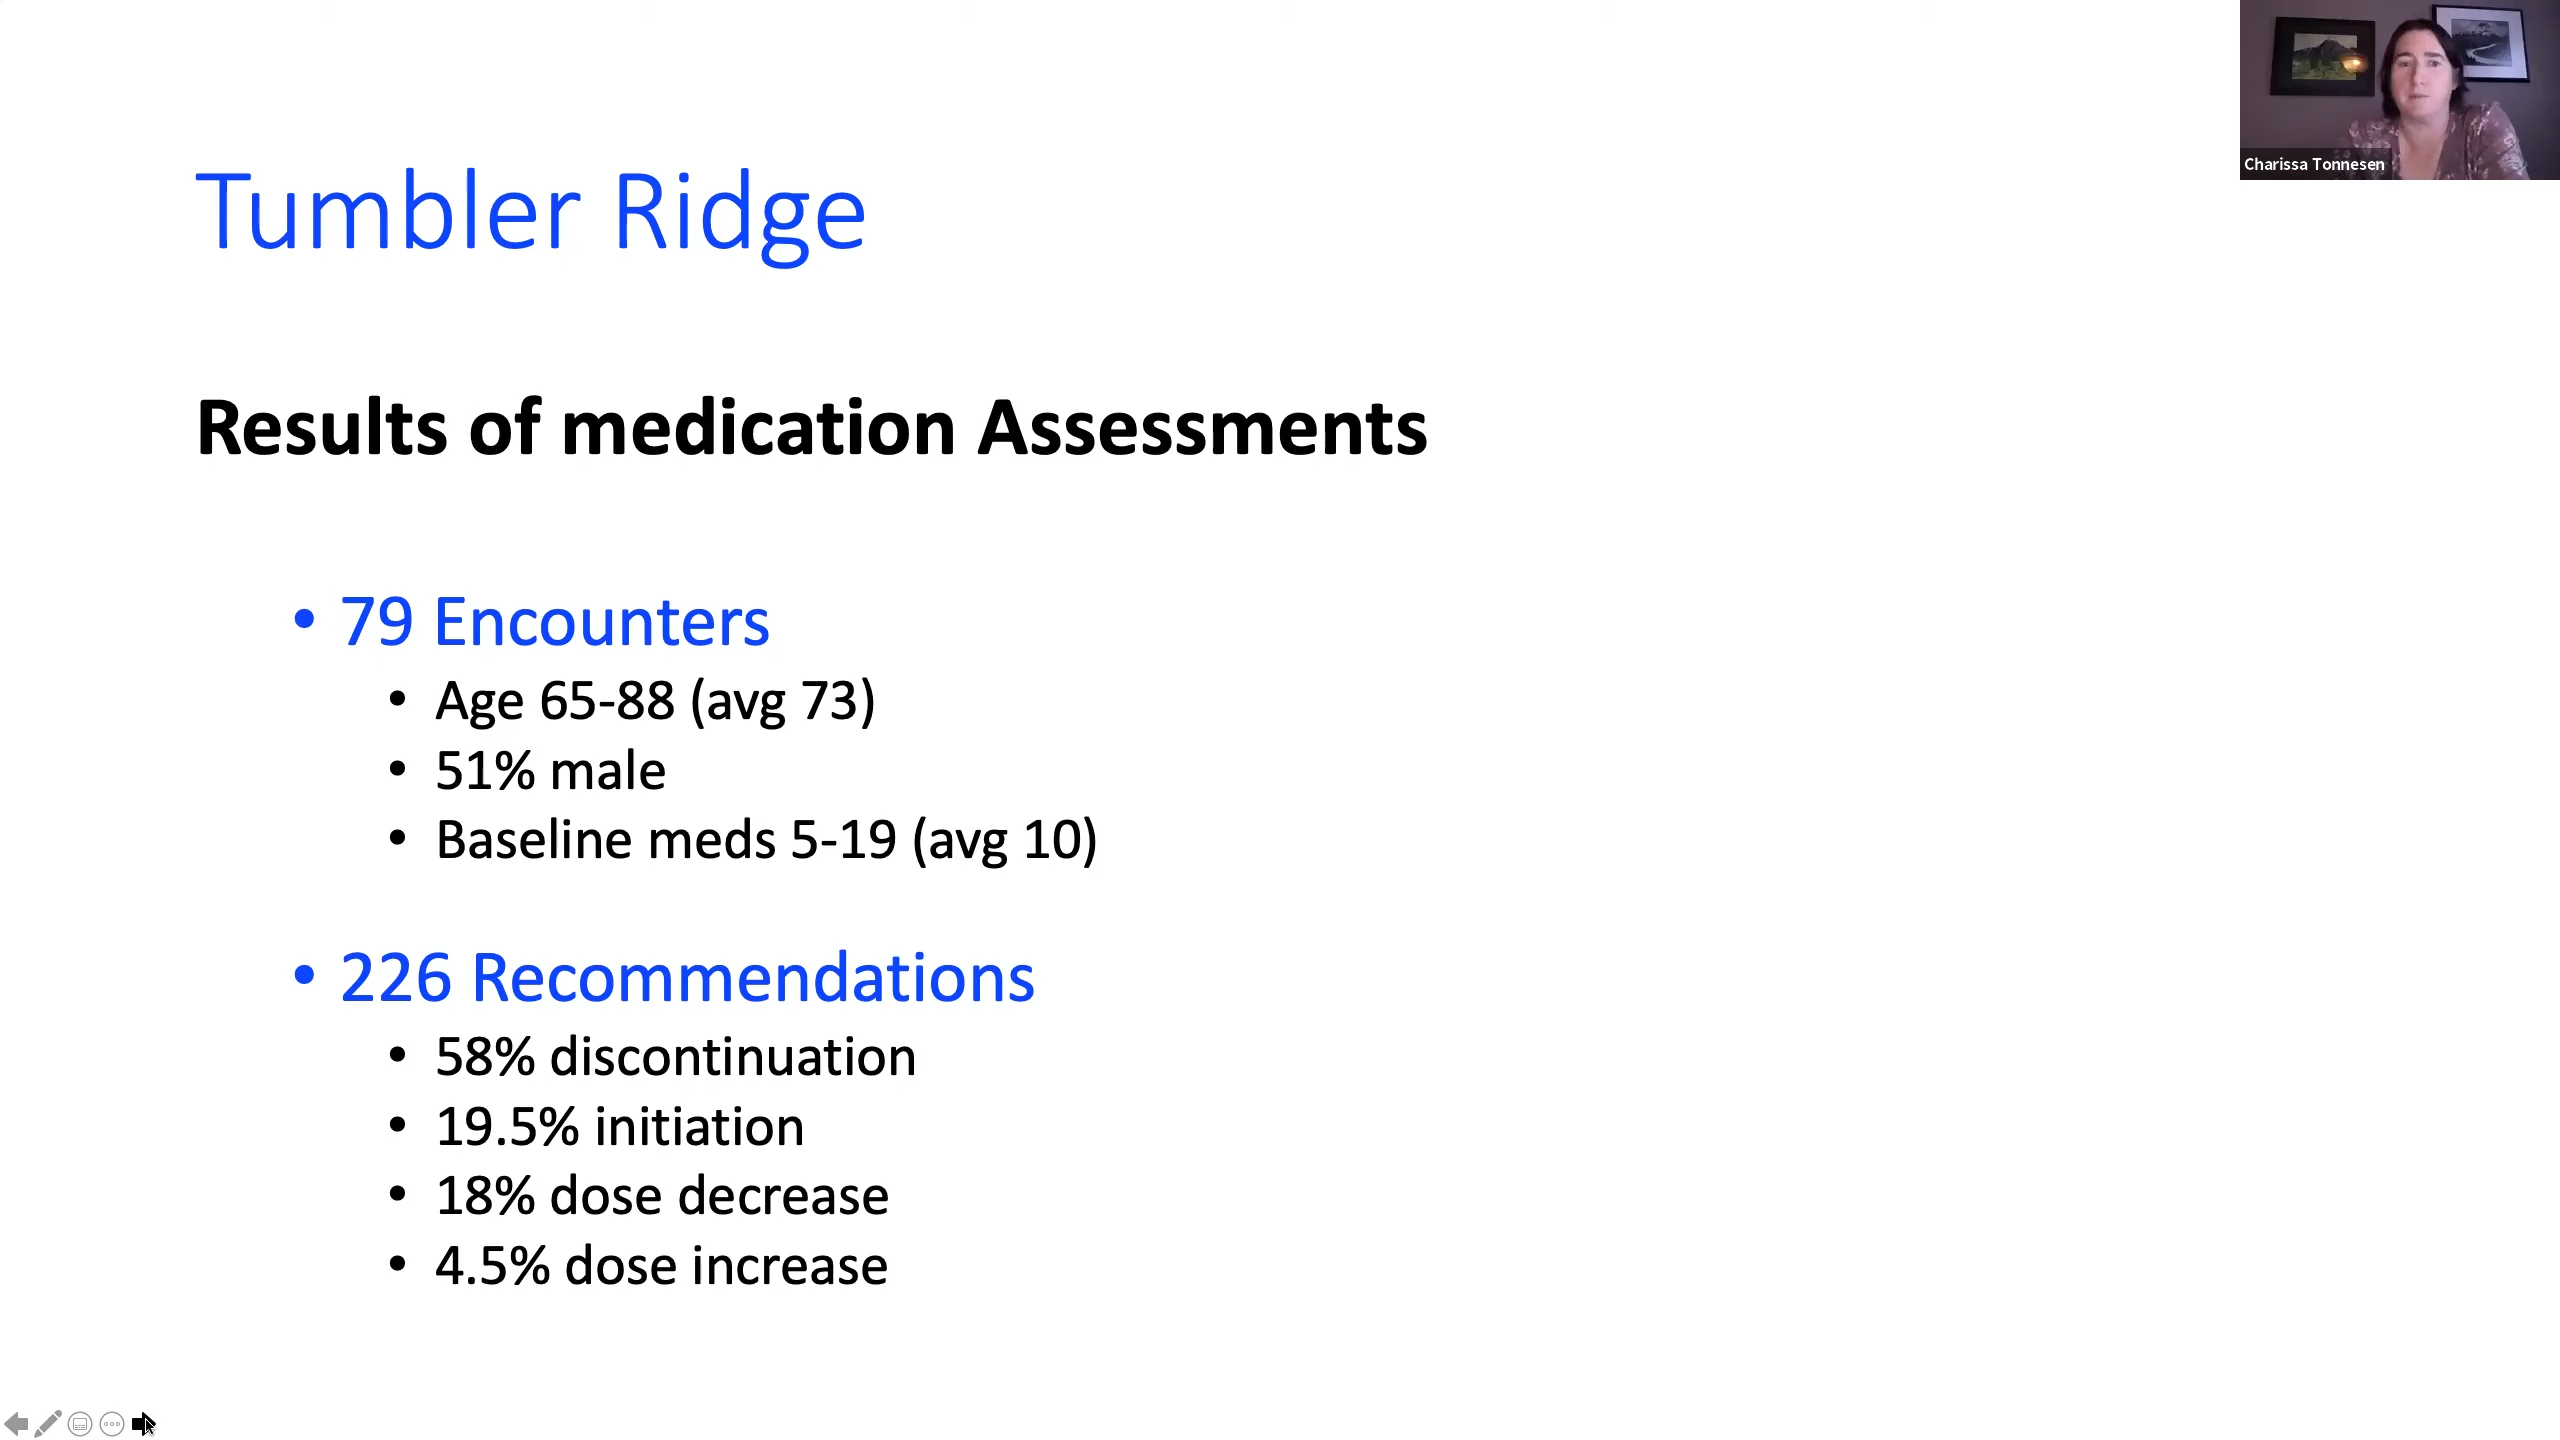 Tumbler Ridge
Charissa Tonnesen
Results of medication Assessments
• 79 Encounters
• Age 65-88 (avg 73)
• 51% male
• Baseline meds 5-19 (avg 10)
• 226 Recommendations
• 58% discontinuation
• 19.5% initiation
• 18% dose decrease
• 4.5% dose increase